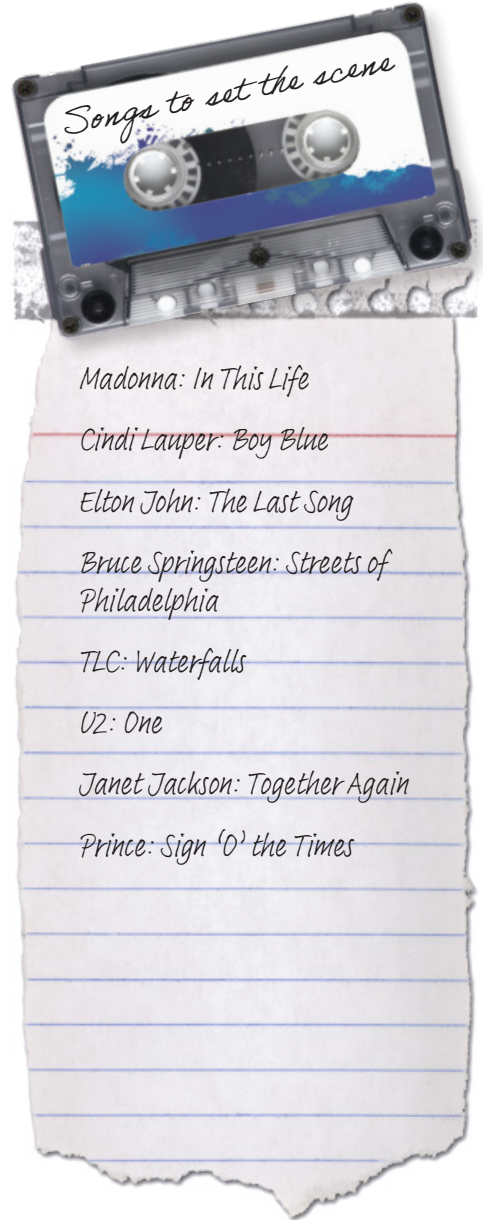 Songs to set the scene
Madonna: In This Life
Cindi Lauper: Boy Blue
Elton John: The Last Song
Bruce Springsteen: Streets of
Philadelphia
TLC: Waterfalls
U2: One
Janet Jackson: Together Again
Prince: Sign ‘O’ the Times